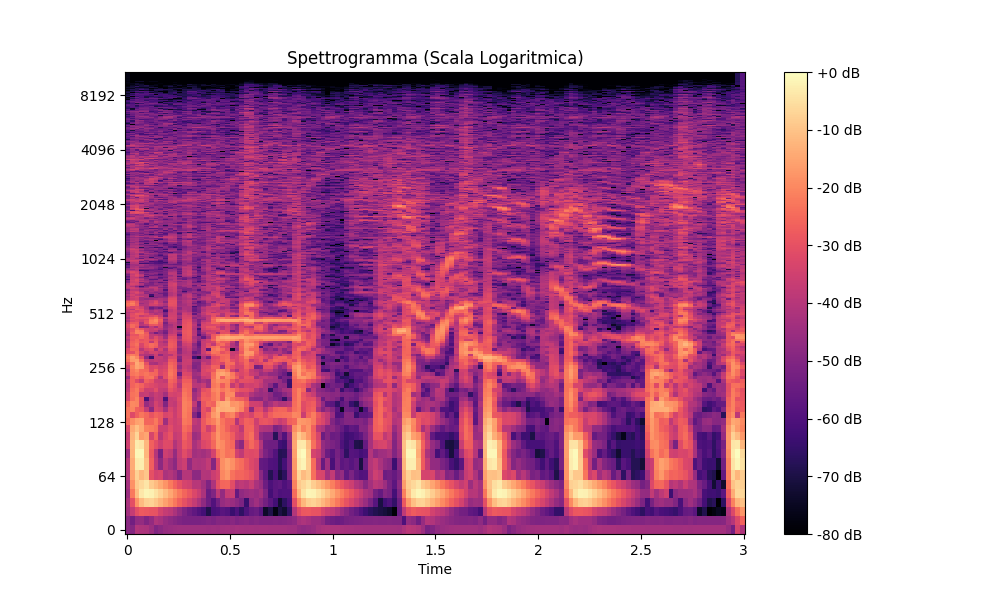 Spettrogramma (Scala Logaritmica)
Hz
8192
4096
2048
1024
512
256
128
64
0
0 0.5 1 1.5 2 2.5 3
Time
+0 dB
-10 dB
-20 dB
-30 dB
-40 dB
-50 dB
-60 dB
-70 dB
-80 dB